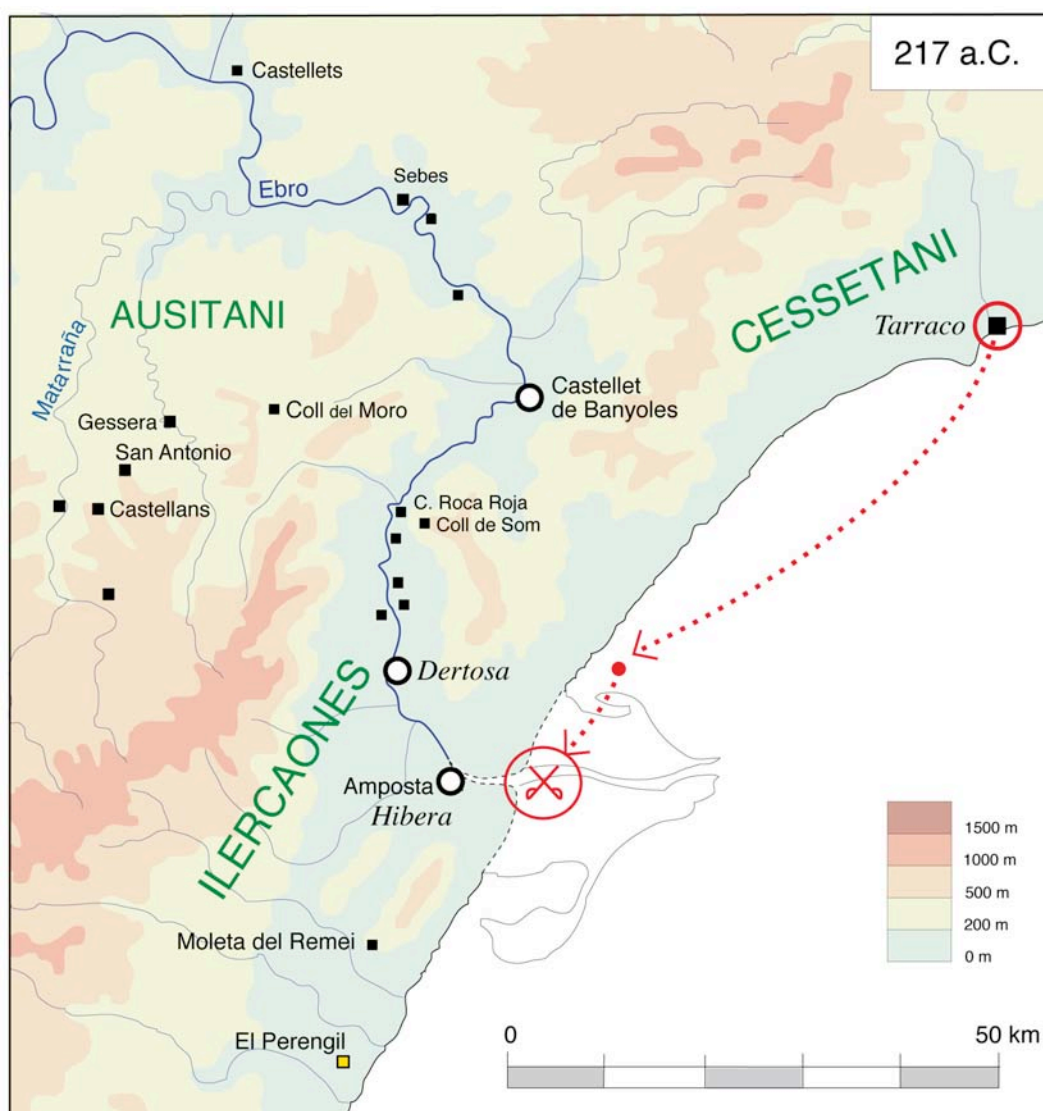 217 a.C.
Castellets
Sebes
Ebro
CESSETANI
AUSITANI
Tarraco
Matarraña
Castellet
de Banyoles
Coll del Moro
Gessera
San Antonio
C. Roca Roja
Castellans
Coll de Som
Dertosa
ILERCAONES
Amposta
Hibera
1500 m
1000 m
500 m
200 m
0 m
Moleta del Remei
El Perengil
0
50 km